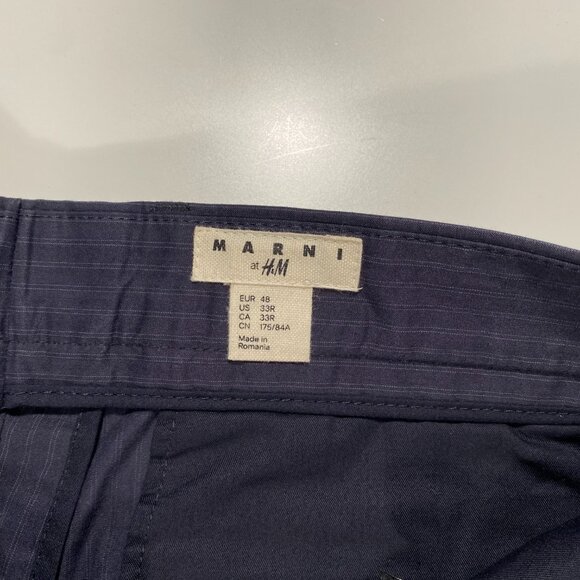 MARNI
at H&M
EUR 48
US 33R
CA 33R
CN 175/84A
Made in
Romania